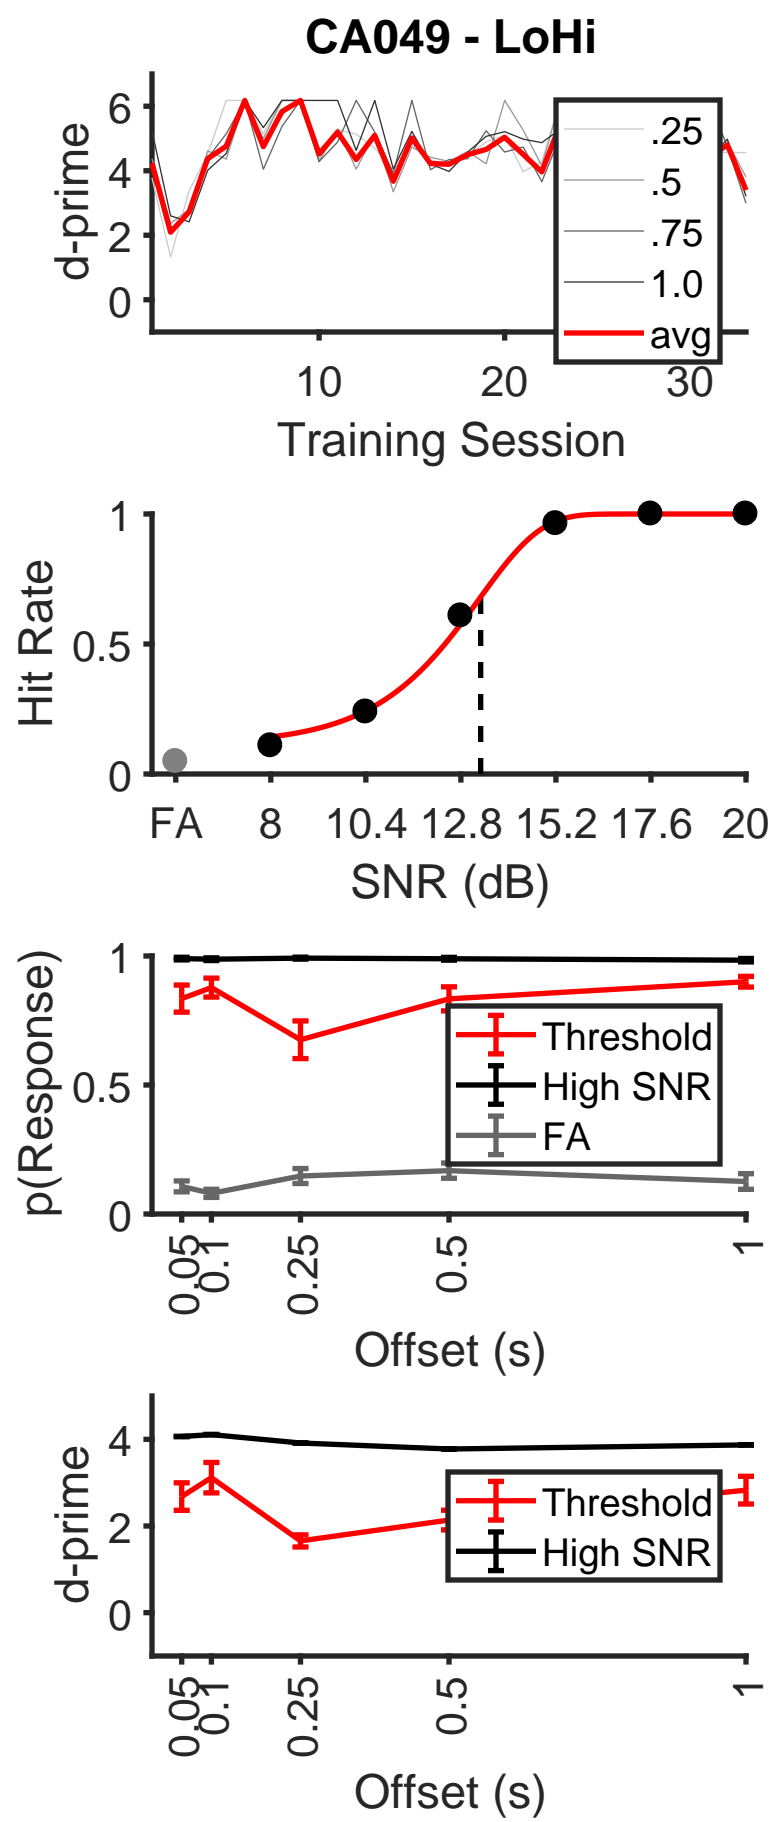 CA049 - LoHi
d-prime
6
4
2
0
.25
.5
.75
1.0
avg
10 20 30
Training Session
Hit Rate
1
0.5
0
FA 8 10.4 12.8 15.2 17.6 20
SNR (dB)
p(Response)
1
0.5
0
Threshold
High SNR
FA
0.05 0.1 0.25 0.5 1
Offset (s)
d-prime
4
2
0
Threshold
High SNR
0.05 0.1 0.25 0.5 1
Offset (s)